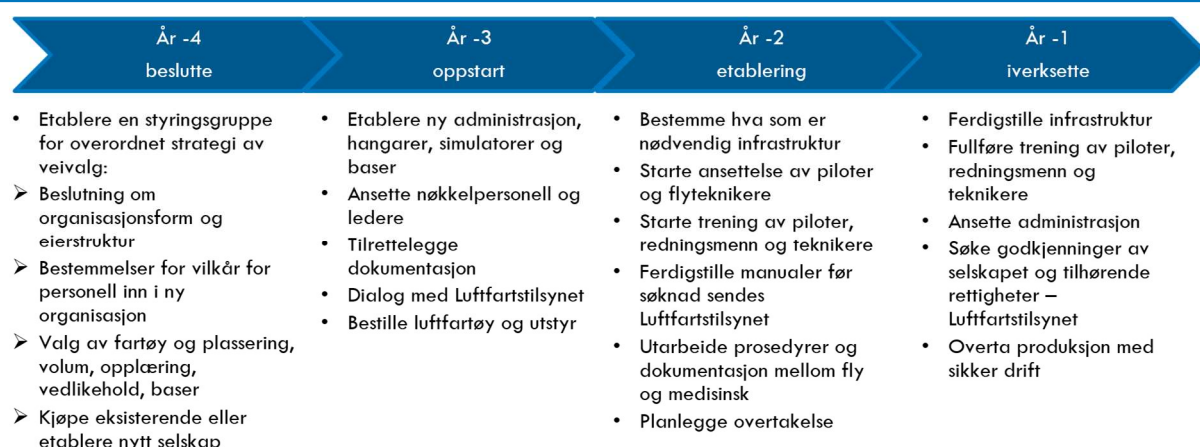 År -4
beslutte
År -3
oppstart
År -2
etablering
År -1
iverksette
• Etablere en styringsgruppe
for overordnet strategi av
veivalg:
➢ Beslutning om
organisasjonsform og
eierstruktur
➢ Bestemmelser for vilkår for
personell inn i ny
organisasjon
➢ Valg av fartøy og plassering,
volum, opplæring,
vedlikehold, baser
➢ Kjøpe eksisterende eller
etablere nytt selskap
• Etablere ny administrasjon,
hangarer, simulatorer og
baser
• Ansette nøkkelpersonell og
ledere
• Tilrettelegge
dokumentasjon
• Dialog med Luftfartstilsynet
• Bestille luftfartøy og utstyr
• Bestemme hva som er
nødvendig infrastruktur
• Starte ansettelse av piloter
og flyteknikere
• Starte trening av piloter,
redningsmenn og teknikere
• Ferdigstille manualer før
søknad sendes
Luftfartstilsynet
• Utarbeide prosedyrer og
dokumentasjon mellom fly
og medisinsk
• Planlegge overtakelse
• Ferdigstille infrastruktur
• Fullføre trening av piloter,
redningsmenn og
teknikere
• Ansette administrasjon
• Søke godkjenninger av
selskapet og tilhørende
rettigheter –
Luftfartstilsynet
• Overta produksjon med
sikker drift